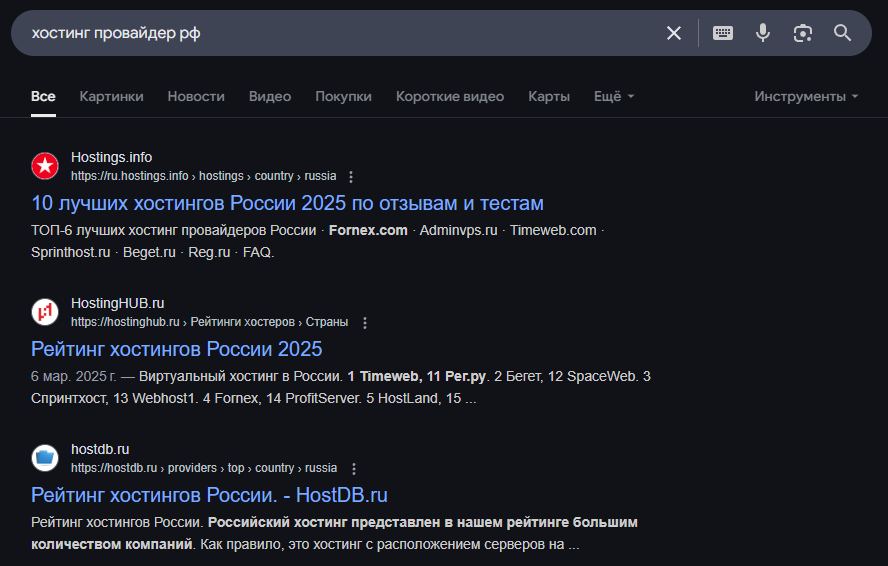 хостинг провайдер рф
Все Картинки Новости Видео Покупки Короткие видео Карты Ещё Инструменты
Hostings.info
https://ru.hostings.info › hostings › country › russia
10 лучших хостингов России 2025 по отзывам и тестам
ТОП-6 лучших хостинг провайдеров России · Fornex.com · Adminvps.ru · Timeweb.com ·
Sprinthost.ru · Beget.ru · Reg.ru · FAQ.
HostingHUB.ru
https://hostinghub.ru › Рейтинги хостеров › Страны
Рейтинг хостингов России 2025
6 мар. 2025 г. — Виртуальный хостинг в России. 1 Timeweb, 11 Рег.ру. 2 Бегет, 12 SpaceWeb. 3
Спринтхост, 13 Webhost1. 4 Fornex, 14 ProfitServer. 5 HostLand, 15 ...
hostdb.ru
https://hostdb.ru › providers › top › country › russia
Рейтинг хостингов России. - HostDB.ru
Рейтинг хостингов России. Российский хостинг представлен в нашем рейтинге большим
количеством компаний. Как правило, это хостинг с расположением серверов на ...